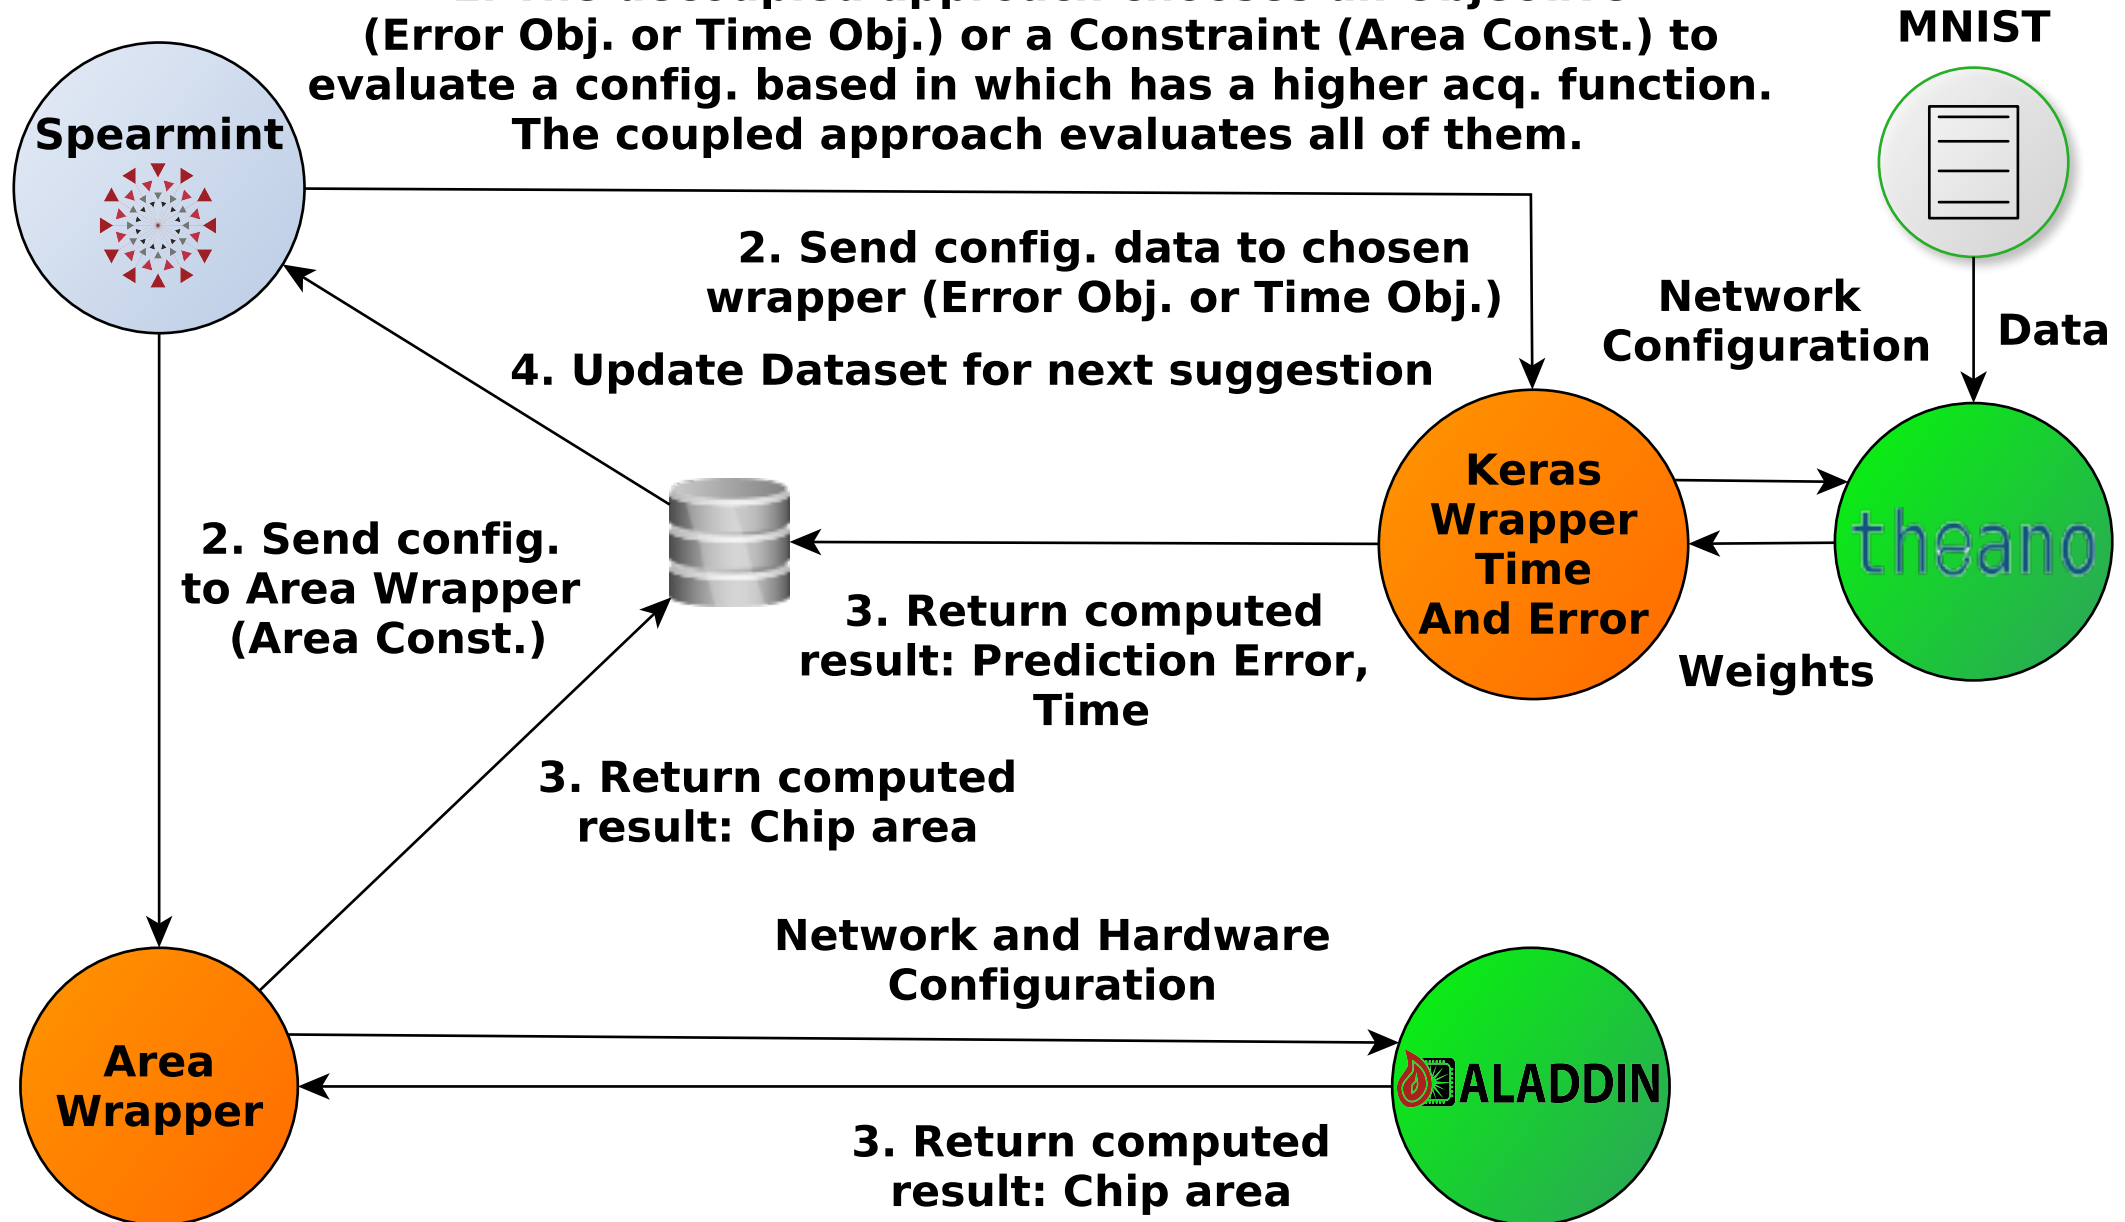 (Error Obj. or Time Obj.) or a Constraint (Area Const.) to
evaluate a config. based in which has a higher acq. function.
The coupled approach evaluates all of them.
MNIST
Spearmint
2. Send config. data to chosen
wrapper (Error Obj. or Time Obj.)
Network
Configuration
Data
4. Update Dataset for next suggestion
Keras
Wrapper
Time
And Error
theano
2. Send config.
to Area Wrapper
(Area Const.)
3. Return computed
result: Prediction Error,
Time
Weights
3. Return computed
result: Chip area
Network and Hardware
Configuration
Area
Wrapper
ALADDIN
3. Return computed
result: Chip area